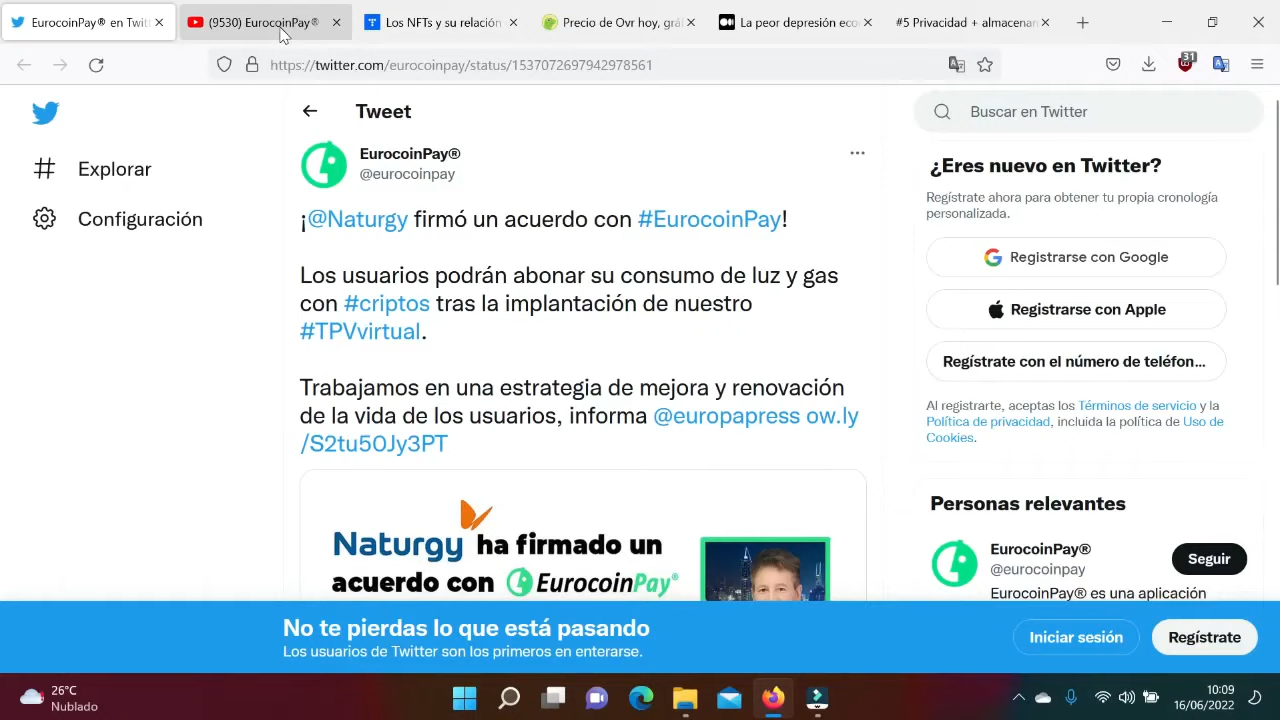 EurocoinPay® en Twitt
(9530) EurocoinPay®
Los NFTs y su relación
Precio de Ovr hoy, grá
La peor depresión eco
#5 Privacidad + almacenan
https://twitter.com/eurocoinpay/status/1537072697942978561
31
Tweet
Buscar en Twitter
Explorar
Configuración
EurocoinPay®
@eurocoinpay
¡@Naturgy firmó un acuerdo con #EurocoinPay!
Los usuarios podrán abonar su consumo de luz y gas
con #criptos tras la implantación de nuestro
#TPVvirtual.
Trabajamos en una estrategia de mejora y renovación
de la vida de los usuarios, informa @europapress ow.ly
/S2tu50Jy3PT
Naturgy ha firmado un
acuerdo con EurocoinPay®
¿Eres nuevo en Twitter?
Regístrate ahora para obtener tu propia cronología
personalizada.
Registrarse con Google
Registrarse con Apple
Regístrate con el número de teléfon...
Al registrarte, aceptas los Términos de servicio y la
Política de privacidad, incluida la política de Uso de
Cookies.
Personas relevantes
EurocoinPay®
@eurocoinpay
Seguir
EurocoinPay® es una aplicación
No te pierdas lo que está pasando
Los usuarios de Twitter son los primeros en enterarse.
Iniciar sesión
Regístrate
26°C
Nublado
10:09
16/06/2022